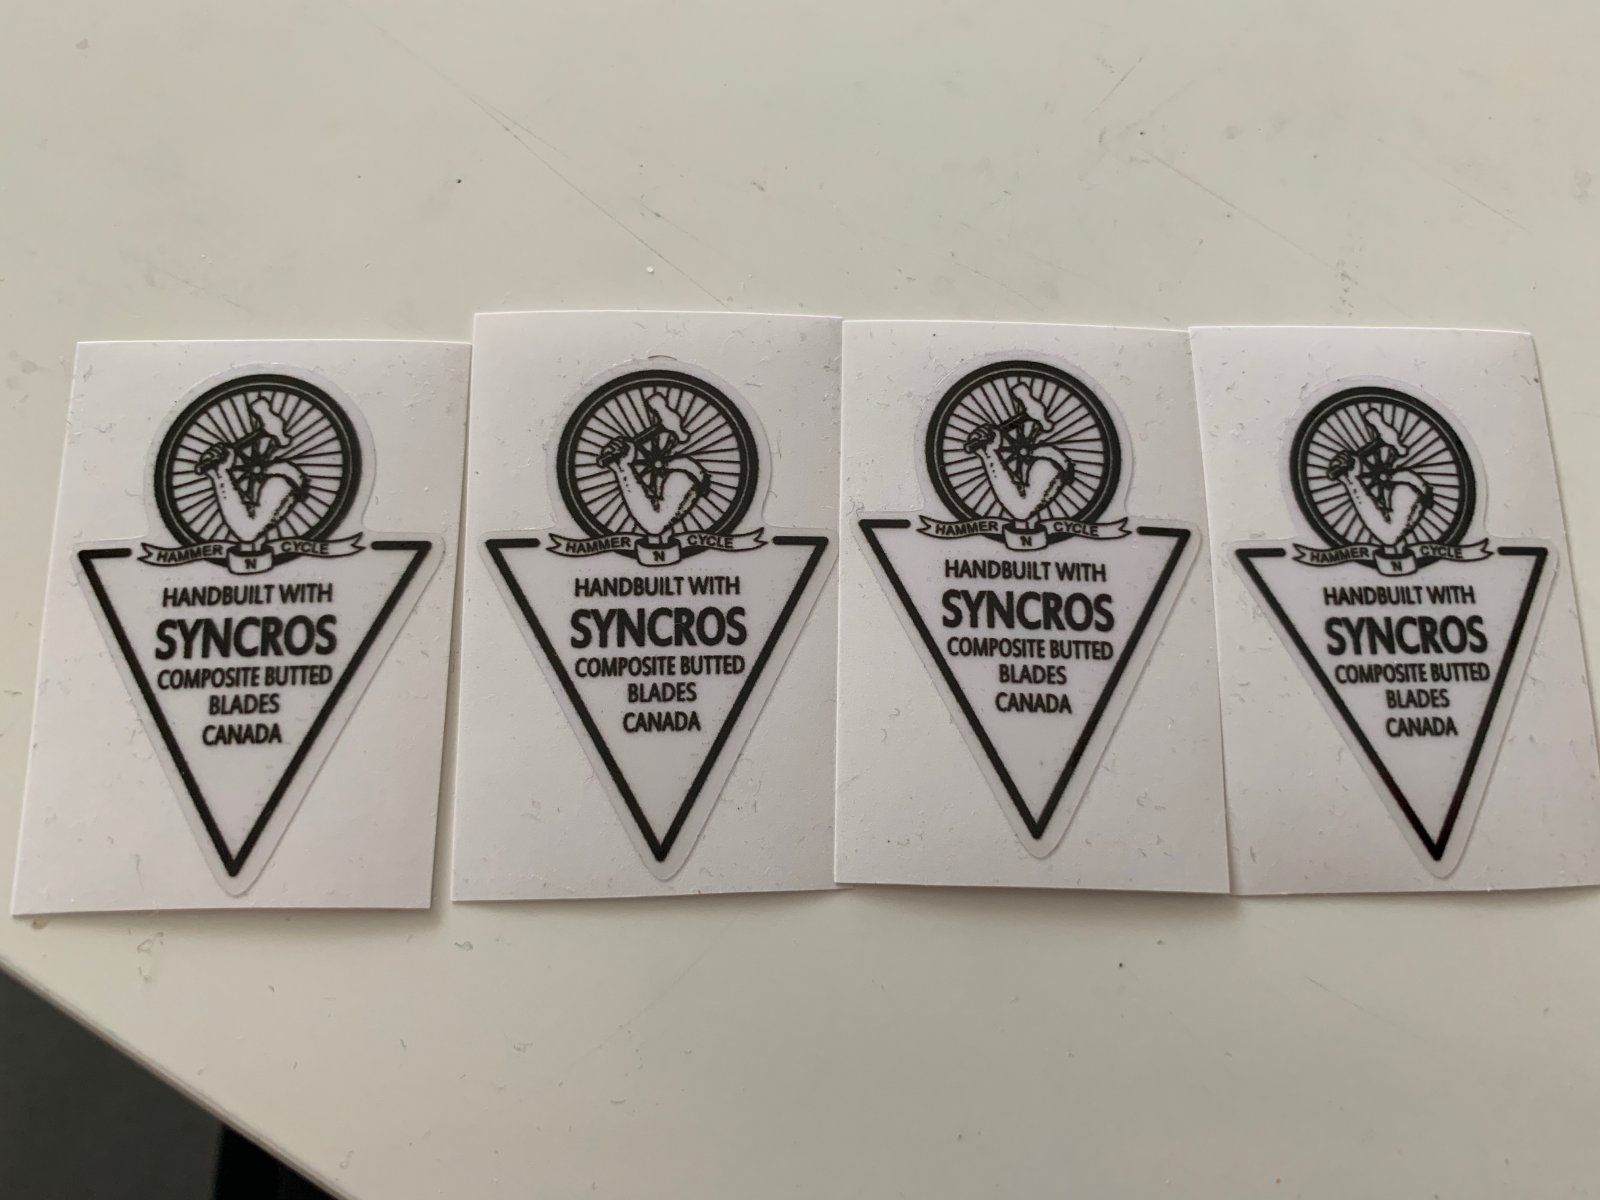 HAMMER 'N CYCLE
HANDBUILT WITH
SYNCROS
COMPOSITE BUTTED
BLADES
CANADA
HAMMER 'N CYCLE
HANDBUILT WITH
SYNCROS
COMPOSITE BUTTED
BLADES
CANADA
HAMMER 'N CYCLE
HANDBUILT WITH
SYNCROS
COMPOSITE BUTTED
BLADES
CANADA
HAMMER 'N CYCLE
HANDBUILT WITH
SYNCROS
COMPOSITE BUTTED
BLADES
CANADA